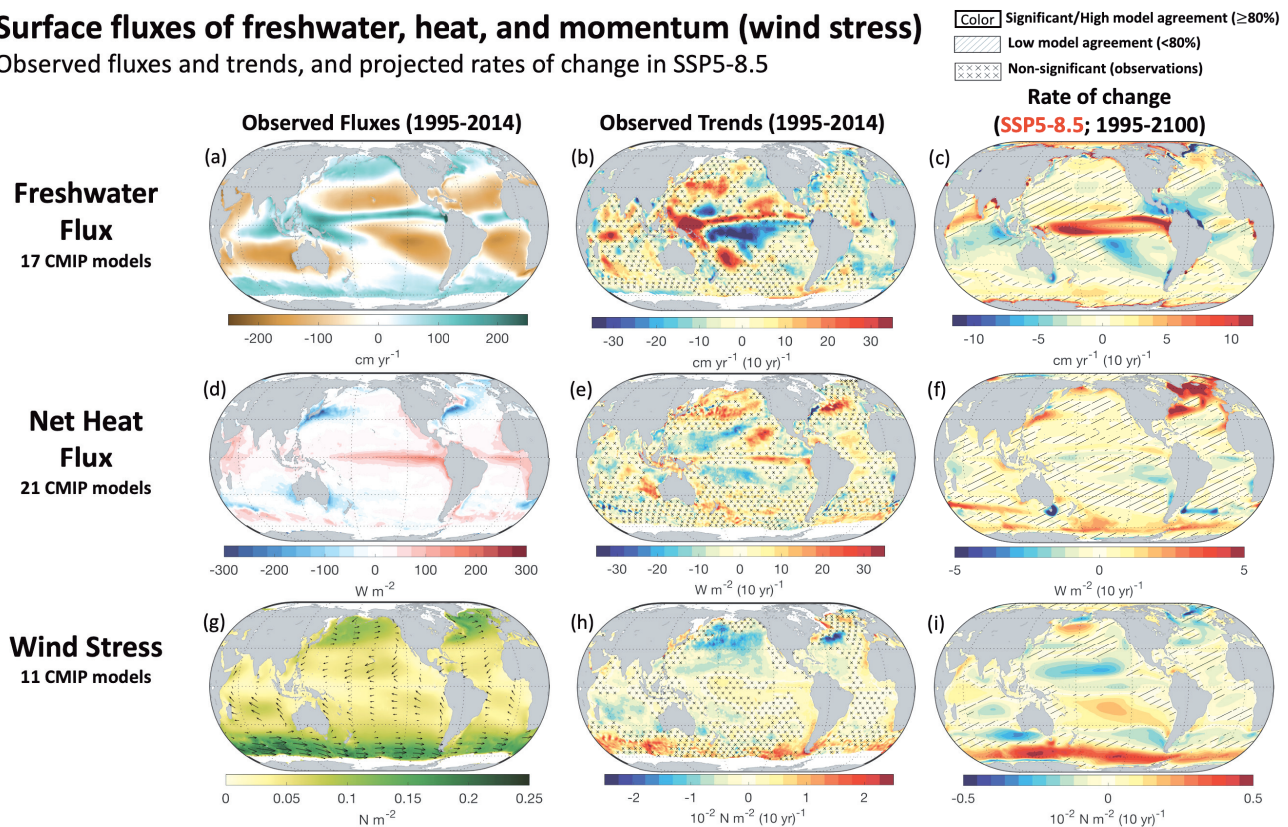 Surface fluxes of freshwater, heat, and momentum (wind stress)
Observed fluxes and trends, and projected rates of change in SSP5-8.5
Color Significant/High model agreement (≥80%)
Low model agreement (<80%)
Non-significant (observations)
Observed Fluxes (1995-2014)
Observed Trends (1995-2014)
Rate of change
(SSP5-8.5; 1995-2100)
Freshwater
Flux
17 CMIP models
(a)
(b)
(c)
-200 -100 0 100 200
cm yr⁻¹
-30 -20 -10 0 10 20 30
cm yr⁻¹ (10 yr)⁻¹
-10 -5 0 5 10
cm yr⁻¹ (10 yr)⁻¹
Net Heat
Flux
21 CMIP models
(d)
(e)
(f)
-300 -200 -100 0 100 200 300
W m⁻²
-30 -20 -10 0 10 20 30
W m⁻² (10 yr)⁻¹
-5 0 5
W m⁻² (10 yr)⁻¹
Wind Stress
11 CMIP models
(g)
(h)
(i)
0 0.05 0.1 0.15 0.2 0.25
N m⁻²
-2 -1 0 1 2
10⁻² N m⁻² (10 yr)⁻¹
-0.5 0 0.5
10⁻² N m⁻² (10 yr)⁻¹